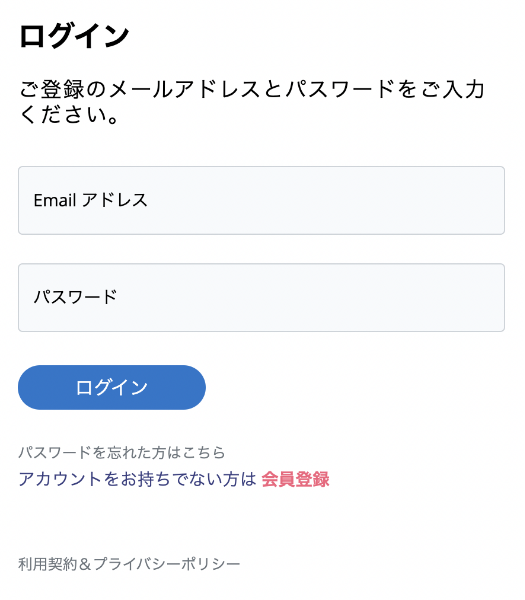 ログイン
ご登録のメールアドレスとパスワードをご入力
ください。
Email アドレス
パスワード
ログイン
パスワードを忘れた方はこちら
アカウントをお持ちでない方は 会員登録
利用契約＆プライバシーポリシー